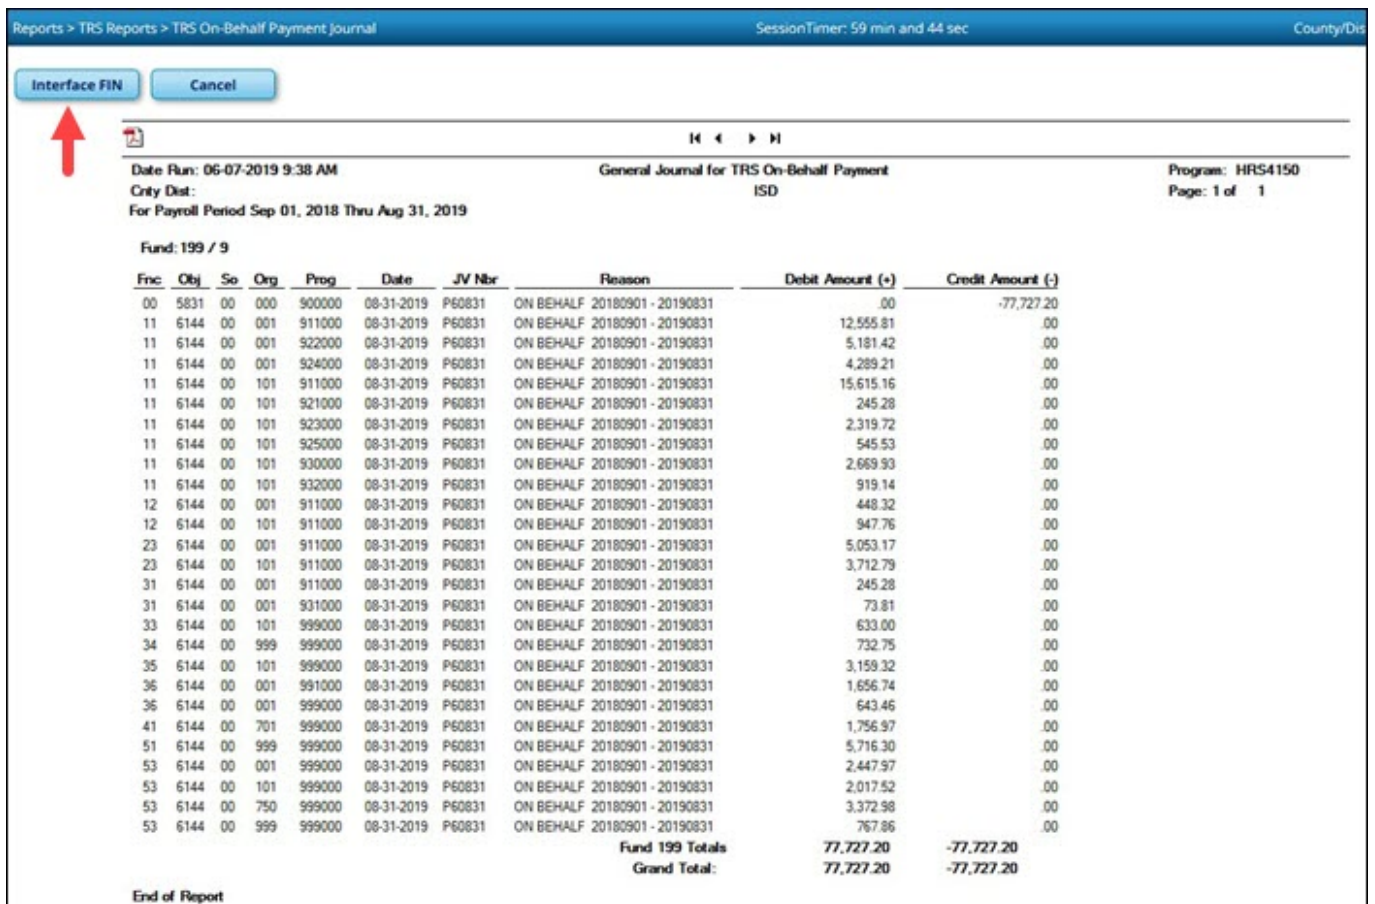 Reports > TRS Reports > TRS On-Behalf Payment Journal SessionTimer: 59 min and 44 sec County/Dis
Interface FIN Cancel
Date Run: 06-07-2019 9:38 AM General Journal for TRS On-Behalf Payment Program: HRS4150
Cnty Dist: ISD Page: 1 of 1
For Payroll Period Sep 01, 2018 Thru Aug 31, 2019
Fund: 199 / 9
Fnc Obj So Org Prog Date JV Nbr Reason Debit Amount (+) Credit Amount (-)
00 5831 00 000 900000 08-31-2019 P60831 ON BEHALF 20180901 - 20190831 .00 -77,727.20
11 6144 00 001 911000 08-31-2019 P60831 ON BEHALF 20180901 - 20190831 12,555.81 .00
11 6144 00 001 922000 08-31-2019 P60831 ON BEHALF 20180901 - 20190831 5,181.42 .00
11 6144 00 001 924000 08-31-2019 P60831 ON BEHALF 20180901 - 20190831 4,289.21 .00
11 6144 00 101 911000 08-31-2019 P60831 ON BEHALF 20180901 - 20190831 15,615.16 .00
11 6144 00 101 921000 08-31-2019 P60831 ON BEHALF 20180901 - 20190831 245.28 .00
11 6144 00 101 923000 08-31-2019 P60831 ON BEHALF 20180901 - 20190831 2,319.72 .00
11 6144 00 101 925000 08-31-2019 P60831 ON BEHALF 20180901 - 20190831 545.53 .00
11 6144 00 101 930000 08-31-2019 P60831 ON BEHALF 20180901 - 20190831 2,669.93 .00
11 6144 00 101 932000 08-31-2019 P60831 ON BEHALF 20180901 - 20190831 919.14 .00
12 6144 00 001 911000 08-31-2019 P60831 ON BEHALF 20180901 - 20190831 448.32 .00
12 6144 00 101 911000 08-31-2019 P60831 ON BEHALF 20180901 - 20190831 947.76 .00
23 6144 00 001 911000 08-31-2019 P60831 ON BEHALF 20180901 - 20190831 5,053.17 .00
23 6144 00 101 911000 08-31-2019 P60831 ON BEHALF 20180901 - 20190831 3,712.79 .00
31 6144 00 001 911000 08-31-2019 P60831 ON BEHALF 20180901 - 20190831 245.28 .00
31 6144 00 001 931000 08-31-2019 P60831 ON BEHALF 20180901 - 20190831 73.81 .00
33 6144 00 101 999000 08-31-2019 P60831 ON BEHALF 20180901 - 20190831 633.00 .00
34 6144 00 999 999000 08-31-2019 P60831 ON BEHALF 20180901 - 20190831 732.75 .00
35 6144 00 101 999000 08-31-2019 P60831 ON BEHALF 20180901 - 20190831 3,159.32 .00
36 6144 00 001 991000 08-31-2019 P60831 ON BEHALF 20180901 - 20190831 1,656.74 .00
36 6144 00 001 999000 08-31-2019 P60831 ON BEHALF 20180901 - 20190831 643.46 .00
41 6144 00 701 999000 08-31-2019 P60831 ON BEHALF 20180901 - 20190831 1,756.97 .00
51 6144 00 999 999000 08-31-2019 P60831 ON BEHALF 20180901 - 20190831 5,716.30 .00
53 6144 00 001 999000 08-31-2019 P60831 ON BEHALF 20180901 - 20190831 2,447.97 .00
53 6144 00 101 999000 08-31-2019 P60831 ON BEHALF 20180901 - 20190831 2,017.52 .00
53 6144 00 750 999000 08-31-2019 P60831 ON BEHALF 20180901 - 20190831 3,372.98 .00
53 6144 00 999 999000 08-31-2019 P60831 ON BEHALF 20180901 - 20190831 767.86 .00
Fund 199 Totals 77,727.20 -77,727.20
Grand Total: 77,727.20 -77,727.20
End of Report